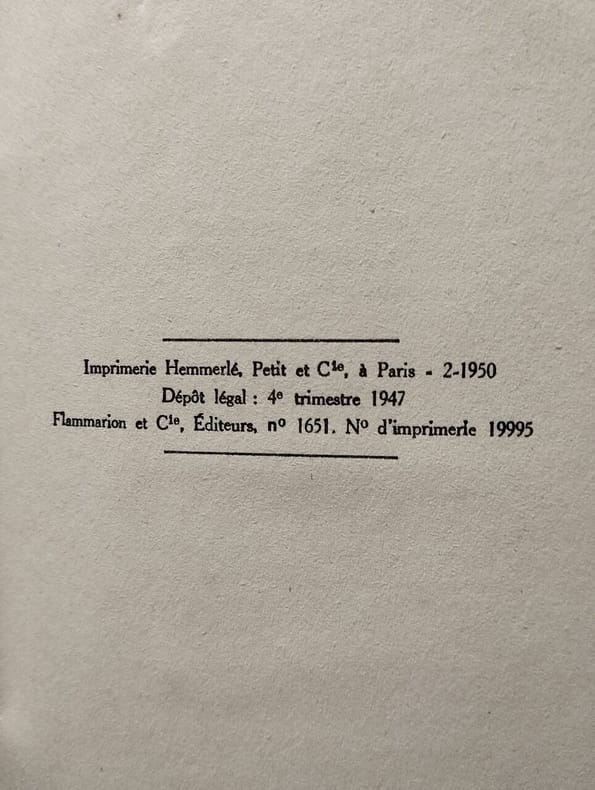 Imprimerie Hemmerlé, Petit et Cie, à Paris - 2-1950
Dépôt légal : 4e trimestre 1947
Flammarion et Cie, Éditeurs, no 1651. No d'imprimerie 19995